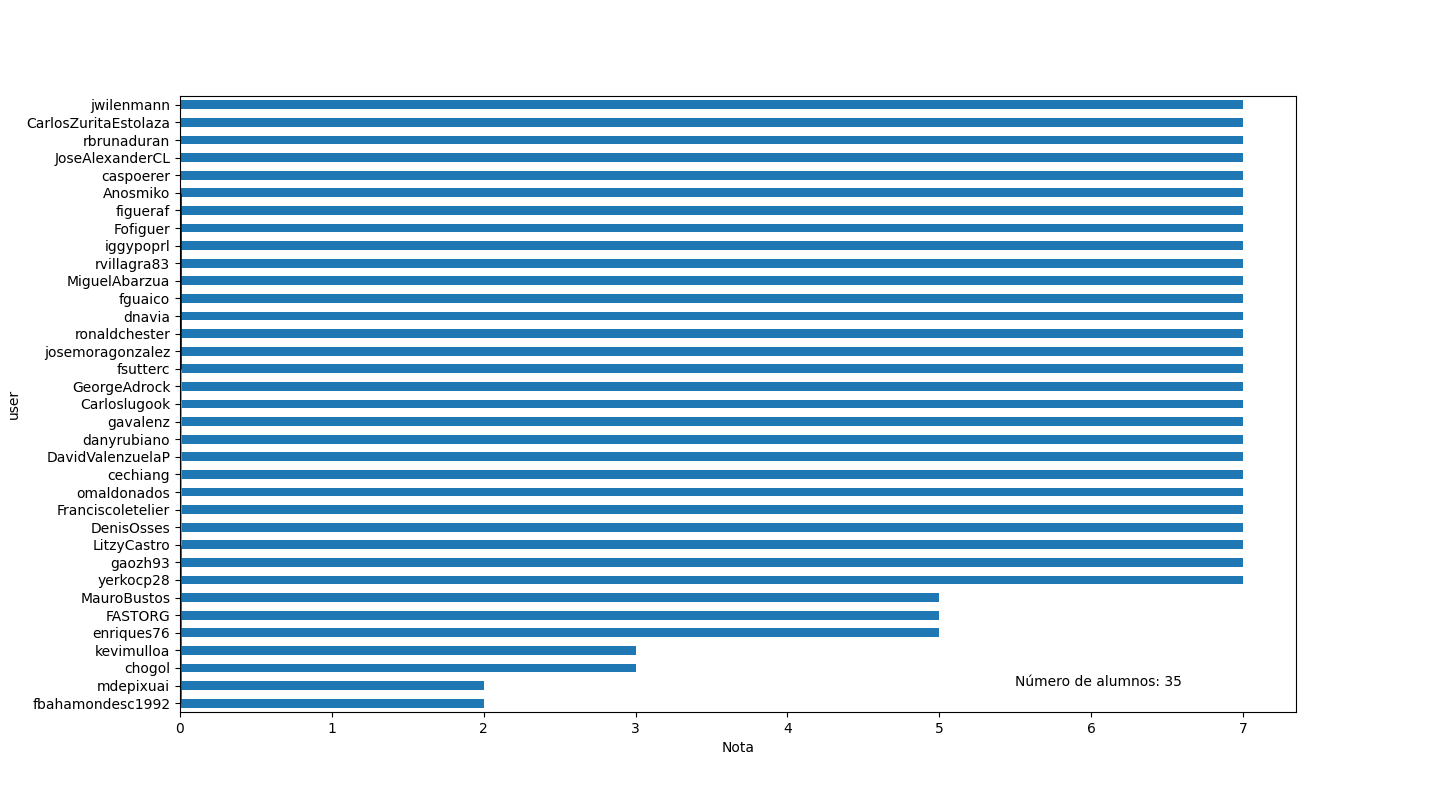 jwilenmann
CarlosZuritaEstolaza
rbrunaduran
JoseAlexanderCL
caspoerer
Anosmiko
figueraf
Fofiguer
iggypoprl
rvillagra83
MiguelAbarzua
fguaico
dnavia
ronaldchester
josemoragonzalez
fsutterc
GeorgeAdrock
Carloslugook
gavalenz
danyrubiano
DavidValenzuelaP
cechiang
omaldonados
Franciscoletelier
DenisOsses
LitzyCastro
gaozh93
yerkocp28
MauroBustos
FASTORG
enriques76
kevimulloa
chogol
mdepixuai
fbahamondesc1992
user
Número de alumnos: 35
0 1 2 3 4 5 6 7
Nota